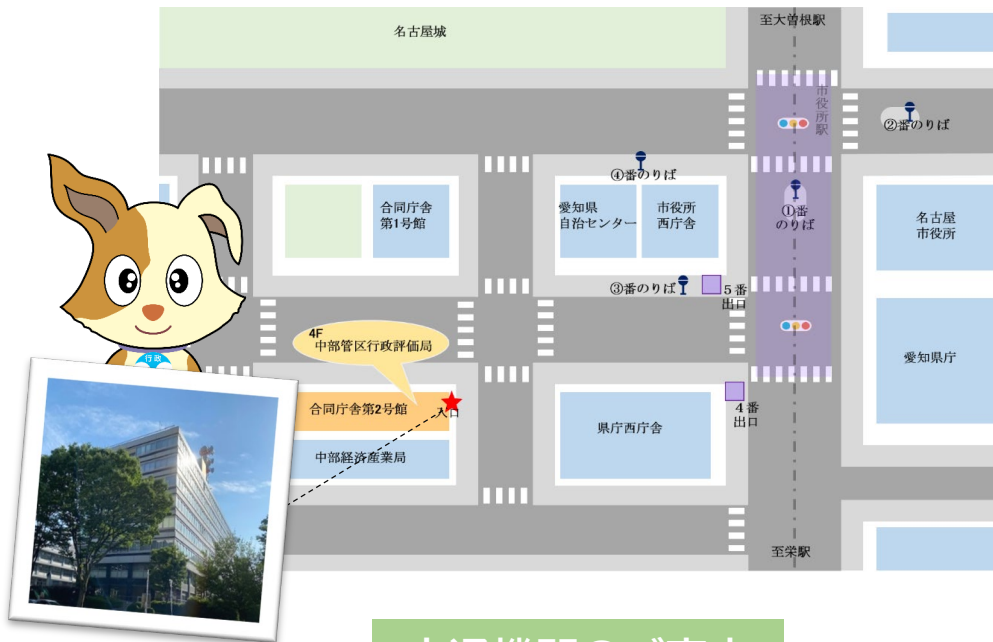 名古屋城
至大曽根駅
市役所駅
②番のりば
④番のりば
合同庁舎
第1号館
愛知県
自治センター
市役所
西庁舎
①番
のりば
名古屋
市役所
③番のりば
5番
出口
4F
中部管区行政評価局
行政
愛知県庁
合同庁舎第2号館
入口
4番
出口
県庁西庁舎
中部経済産業局
至栄駅